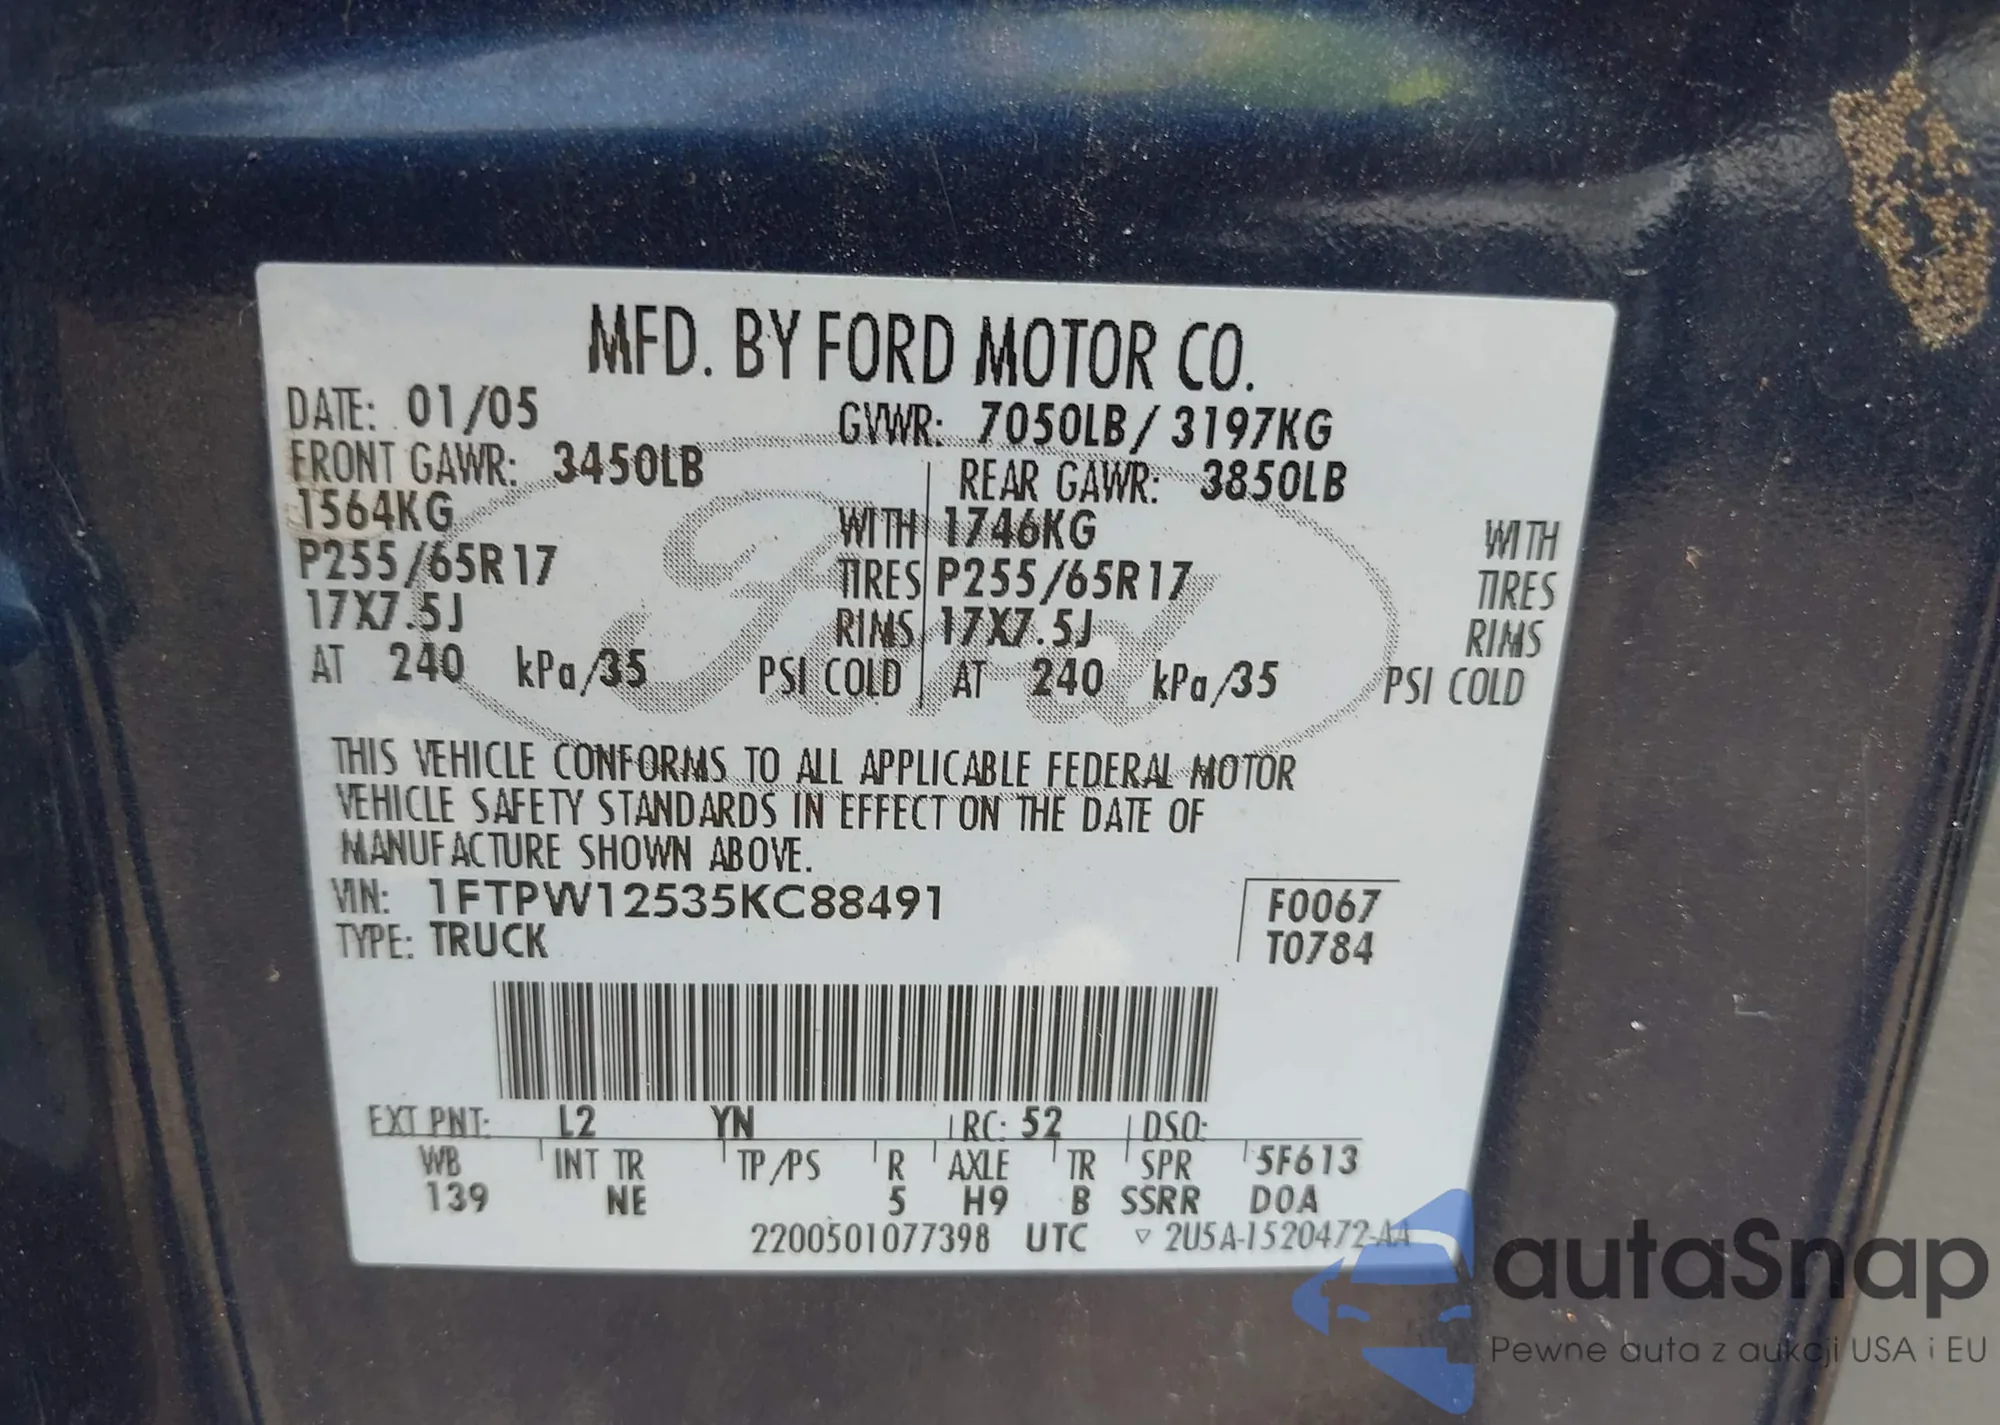 MFD. BY FORD MOTOR CO.
DATE: 01/05 GVWR: 7050LB / 3197KG
FRONT GAWR: 3450LB REAR GAWR: 3850LB
1564KG WITH 1746KG WITH
P255/65R17 TIRES P255/65R17 TIRES
17X7.5J RIMS 17X7.5J RIMS
AT 240 kPa/35 PSI COLD AT 240 kPa/35 PSI COLD
Ford
THIS VEHICLE CONFORMS TO ALL APPLICABLE FEDERAL MOTOR
VEHICLE SAFETY STANDARDS IN EFFECT ON THE DATE OF
MANUFACTURE SHOWN ABOVE.
VIN: 1FTPW12535KC88491 F0067
TYPE: TRUCK T0784
EXT PNT: L2 YN RC: 52 DSO:
WB INT TR TP/PS R AXLE TR SPR 5F613
139 NE 5 H9 B SSRR DOA
2200501077398 UTC ▽ 2U5A-1520472-AA
autaSnap
Pewne auta z aukcji USA i EU